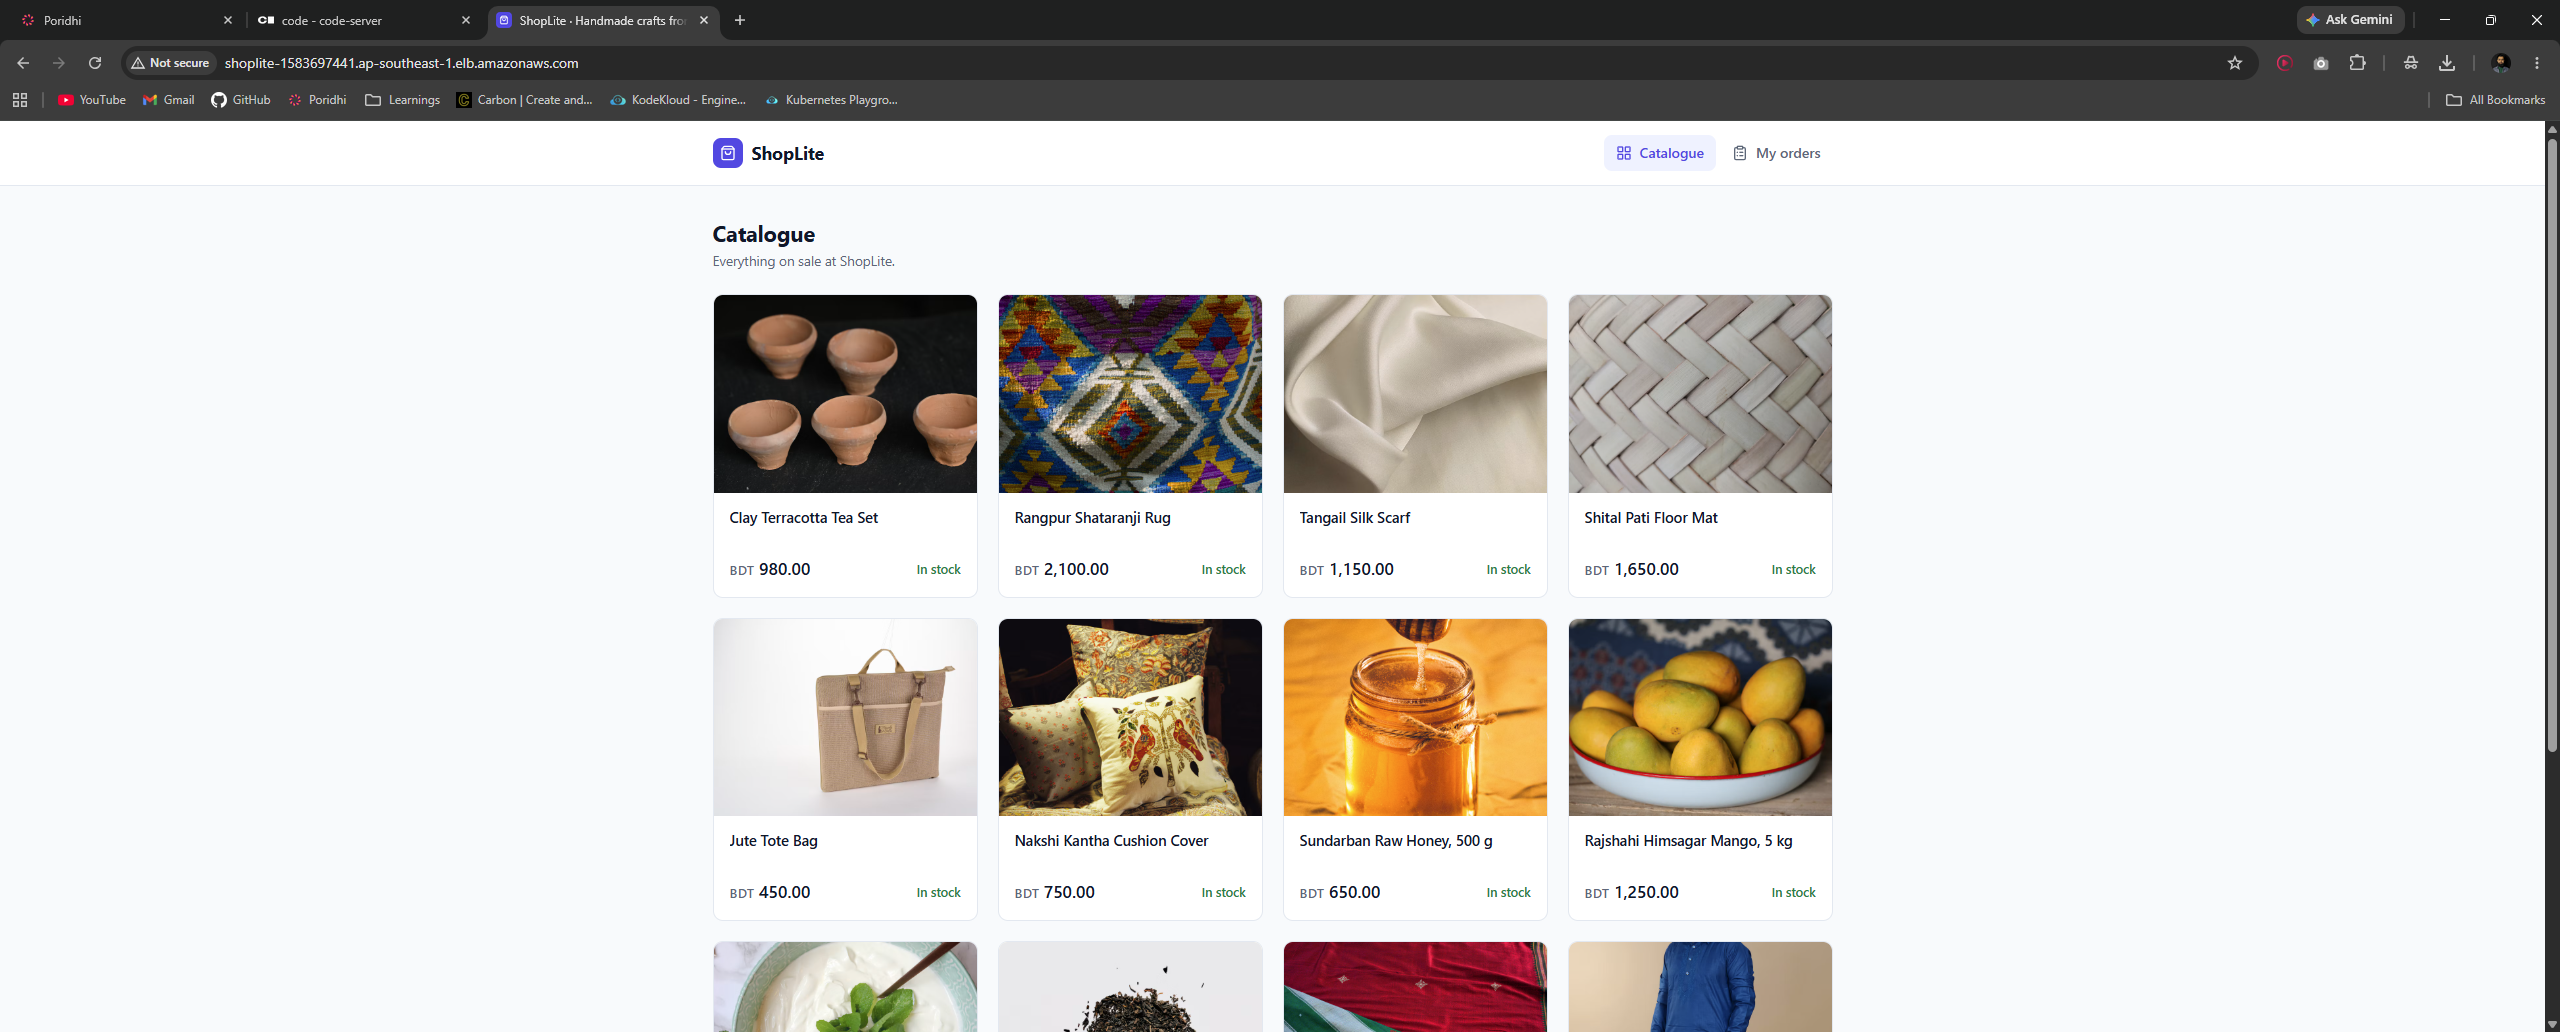 Poridhi
code - code-server
ShopLite · Handmade crafts fro
Ask Gemini
Not secure
shoplite-1583697441.ap-southeast-1.elb.amazonaws.com
YouTube
Gmail
GitHub
Poridhi
Learnings
Carbon | Create and...
KodeKloud - Engine...
Kubernetes Playgro...
All Bookmarks
ShopLite
Catalogue
My orders
Catalogue
Everything on sale at ShopLite.
Clay Terracotta Tea Set
BDT 980.00
In stock
Rangpur Shataranji Rug
BDT 2,100.00
In stock
Tangail Silk Scarf
BDT 1,150.00
In stock
Shital Pati Floor Mat
BDT 1,650.00
In stock
Jute Tote Bag
BDT 450.00
In stock
Nakshi Kantha Cushion Cover
BDT 750.00
In stock
Sundarban Raw Honey, 500 g
BDT 650.00
In stock
Rajshahi Himsagar Mango, 5 kg
BDT 1,250.00
In stock